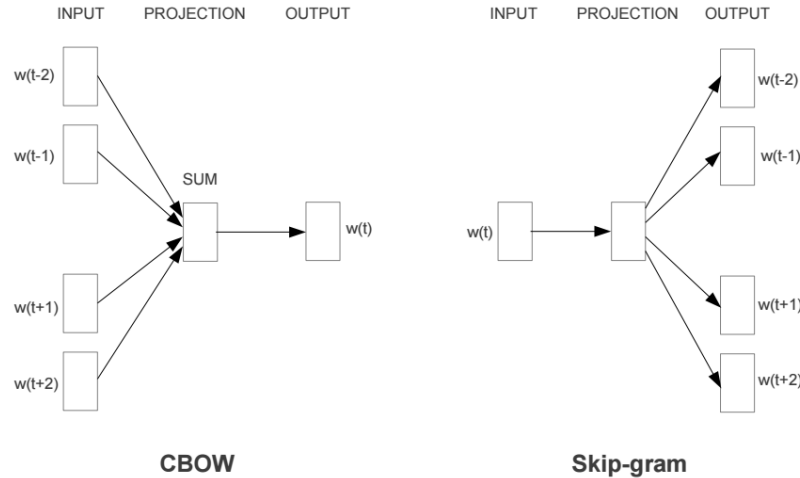 INPUT PROJECTION OUTPUT
w(t-2)
w(t-1)
SUM
w(t)
w(t+1)
w(t+2)
CBOW
INPUT PROJECTION OUTPUT
w(t-2)
w(t-1)
w(t)
w(t+1)
w(t+2)
Skip-gram